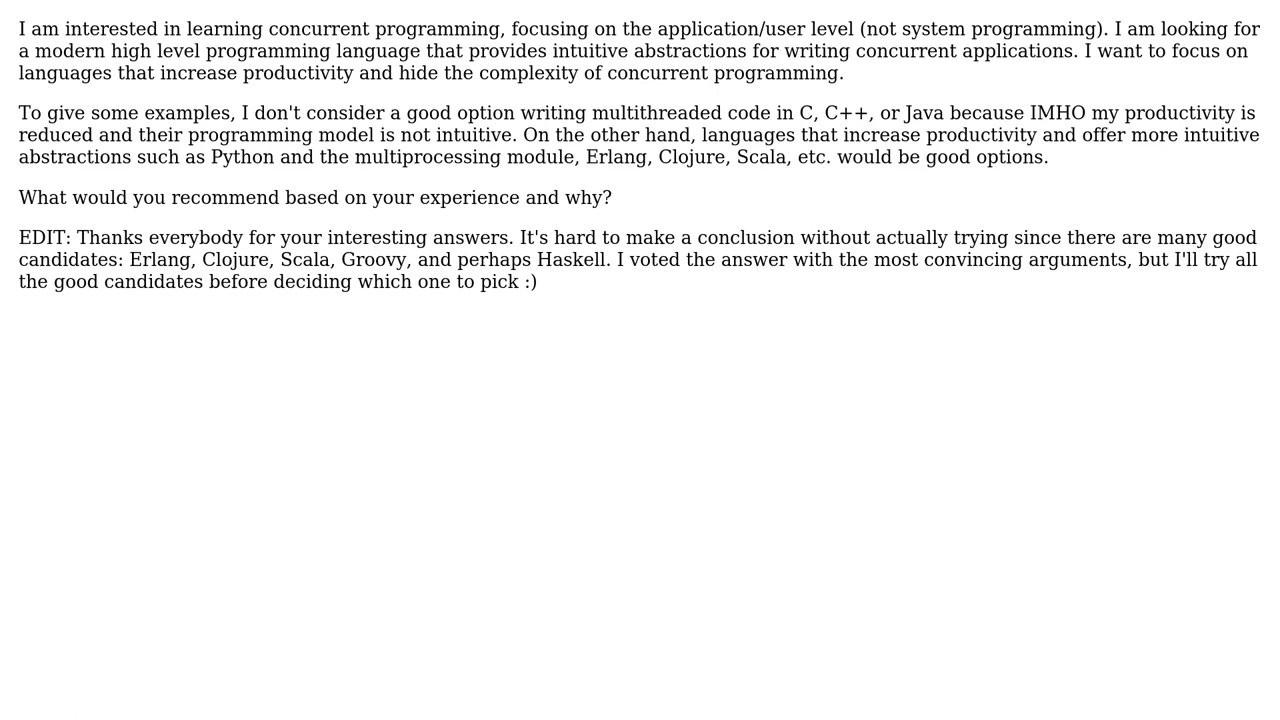 I am interested in learning concurrent programming, focusing on the application/user level (not system programming). I am looking for
a modern high level programming language that provides intuitive abstractions for writing concurrent applications. I want to focus on
languages that increase productivity and hide the complexity of concurrent programming.
To give some examples, I don't consider a good option writing multithreaded code in C, C++, or Java because IMHO my productivity is
reduced and their programming model is not intuitive. On the other hand, languages that increase productivity and offer more intuitive
abstractions such as Python and the multiprocessing module, Erlang, Clojure, Scala, etc. would be good options.
What would you recommend based on your experience and why?
EDIT: Thanks everybody for your interesting answers. It's hard to make a conclusion without actually trying since there are many good
candidates: Erlang, Clojure, Scala, Groovy, and perhaps Haskell. I voted the answer with the most convincing arguments, but I'll try all
the good candidates before deciding which one to pick :)